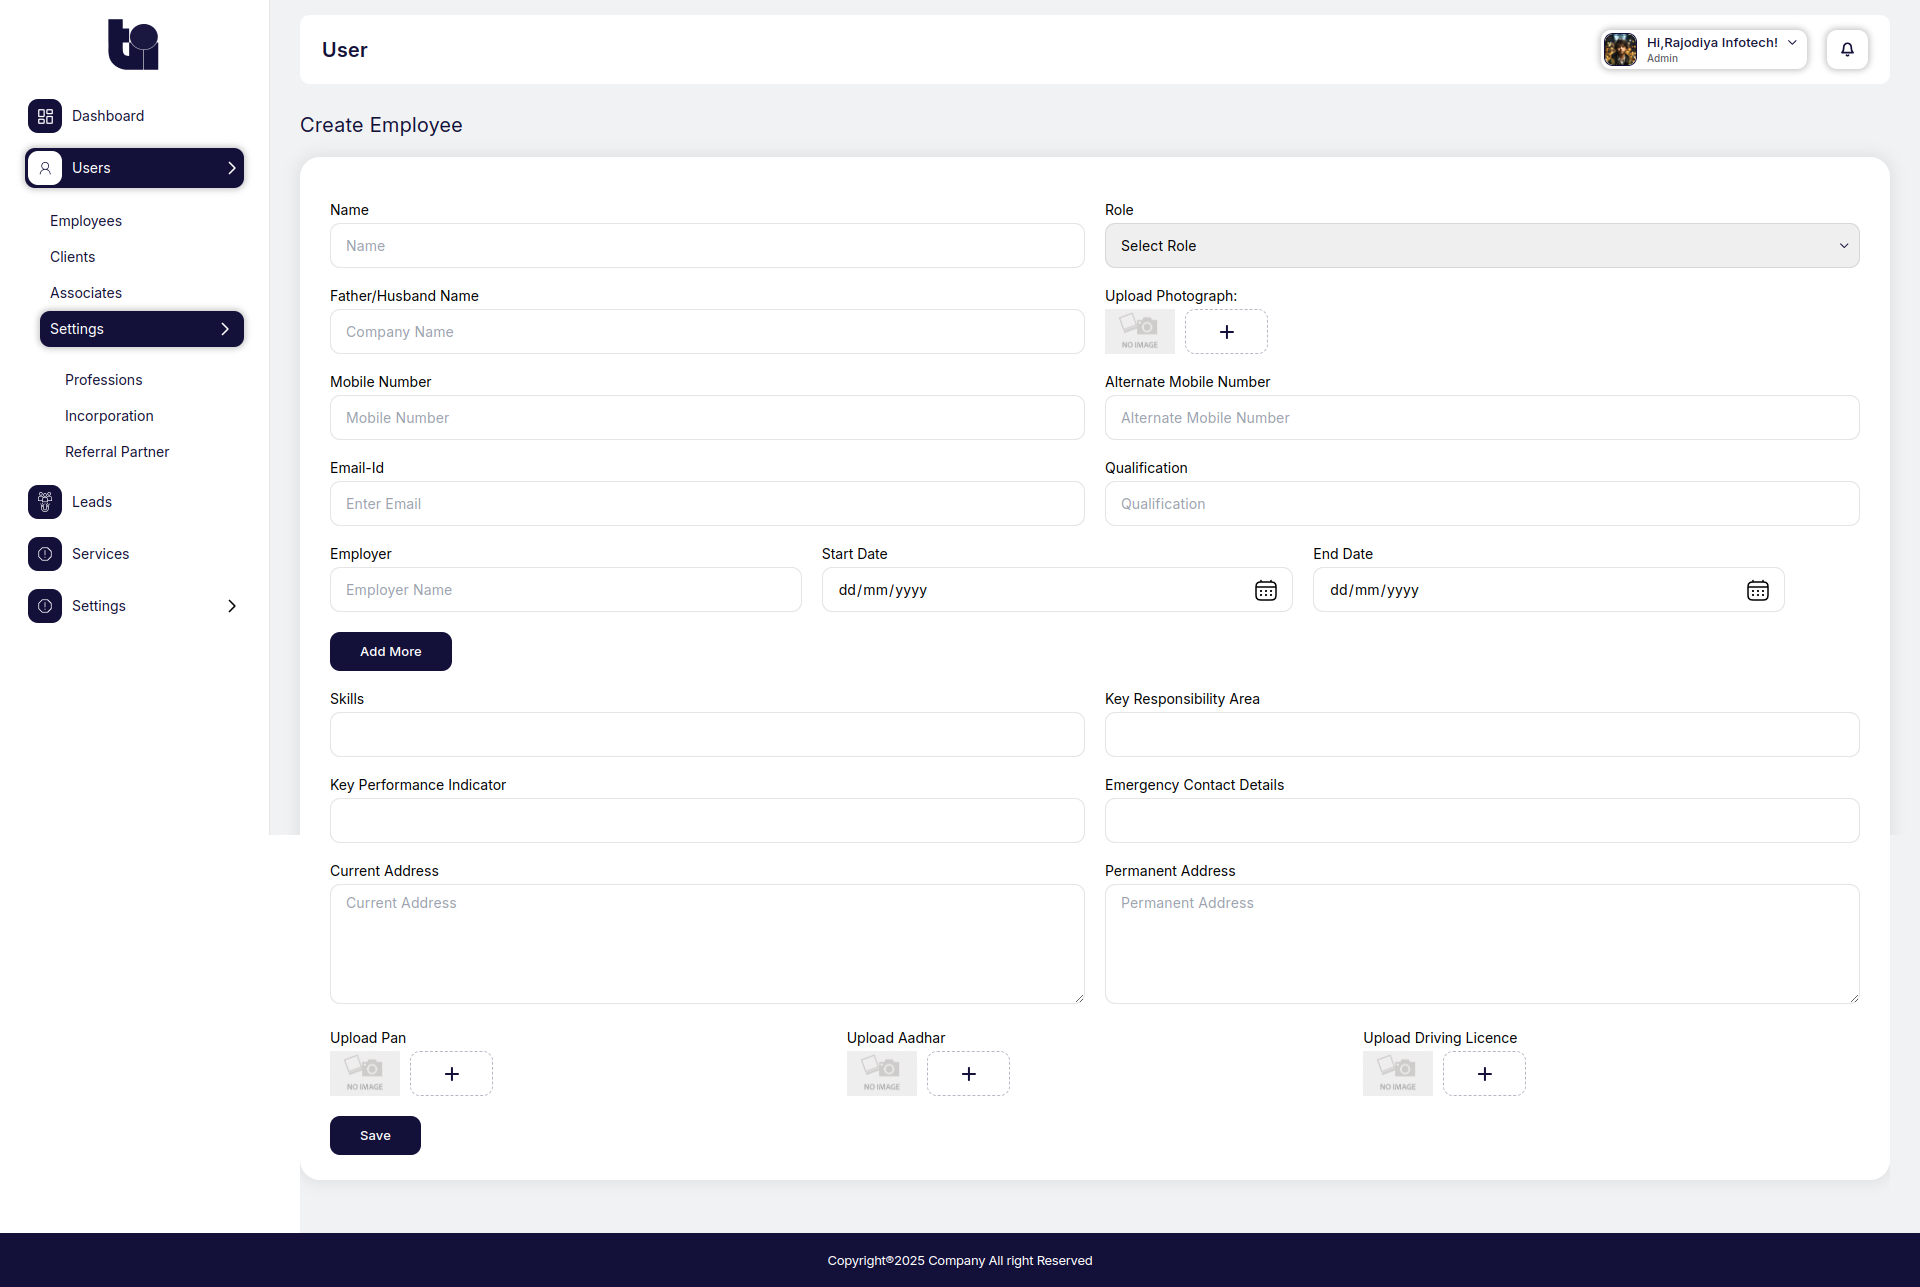 User
Hi,Rajodiya Infotech!
Admin
Dashboard
Users
Employees
Clients
Associates
Settings
Professions
Incorporation
Referral Partner
Leads
Services
Settings
Create Employee
Name
Role
Name
Select Role
Father/Husband Name
Upload Photograph:
Company Name
NO IMAGE
Mobile Number
Alternate Mobile Number
Mobile Number
Alternate Mobile Number
Email-Id
Qualification
Enter Email
Qualification
Employer
Start Date
End Date
Employer Name
dd/mm/yyyy
dd/mm/yyyy
Add More
Skills
Key Responsibility Area
Key Performance Indicator
Emergency Contact Details
Current Address
Permanent Address
Current Address
Permanent Address
Upload Pan
Upload Aadhar
Upload Driving Licence
NO IMAGE
NO IMAGE
NO IMAGE
Save
Copyright®2025 Company All right Reserved